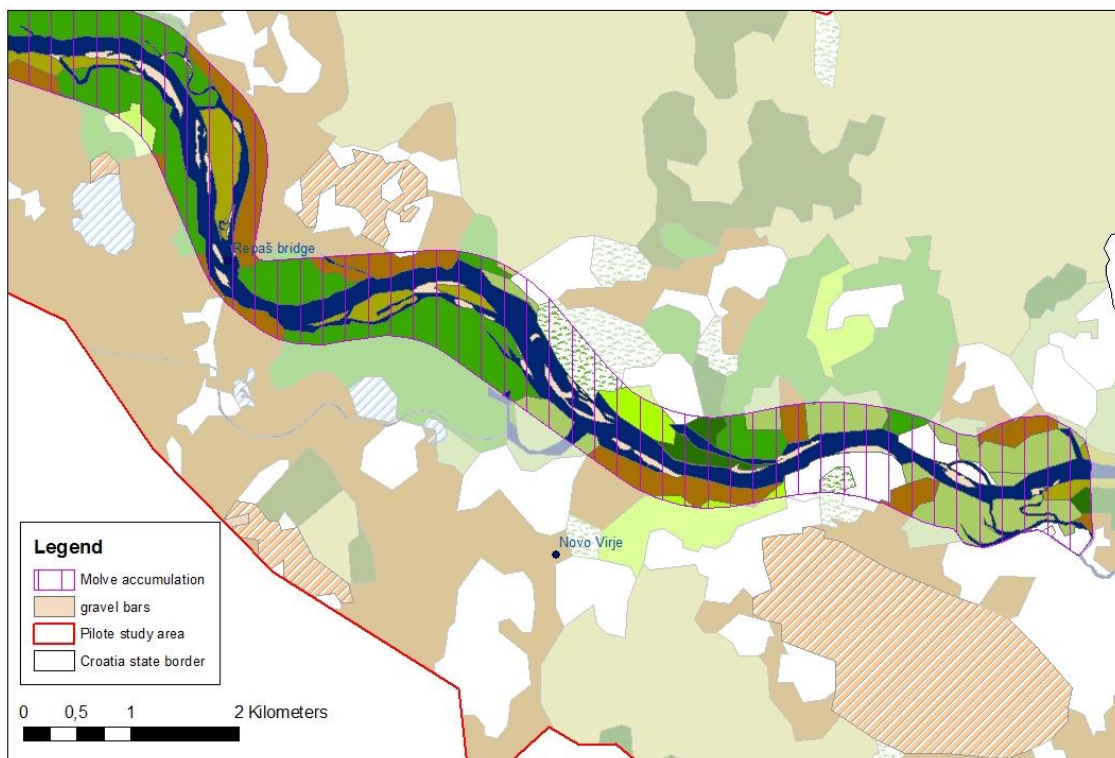 Repaš bridge
Novo Virje
Legend
Molve accumulation
gravel bars
Pilote study area
Croatia state border
0 0,5 1 2 Kilometers